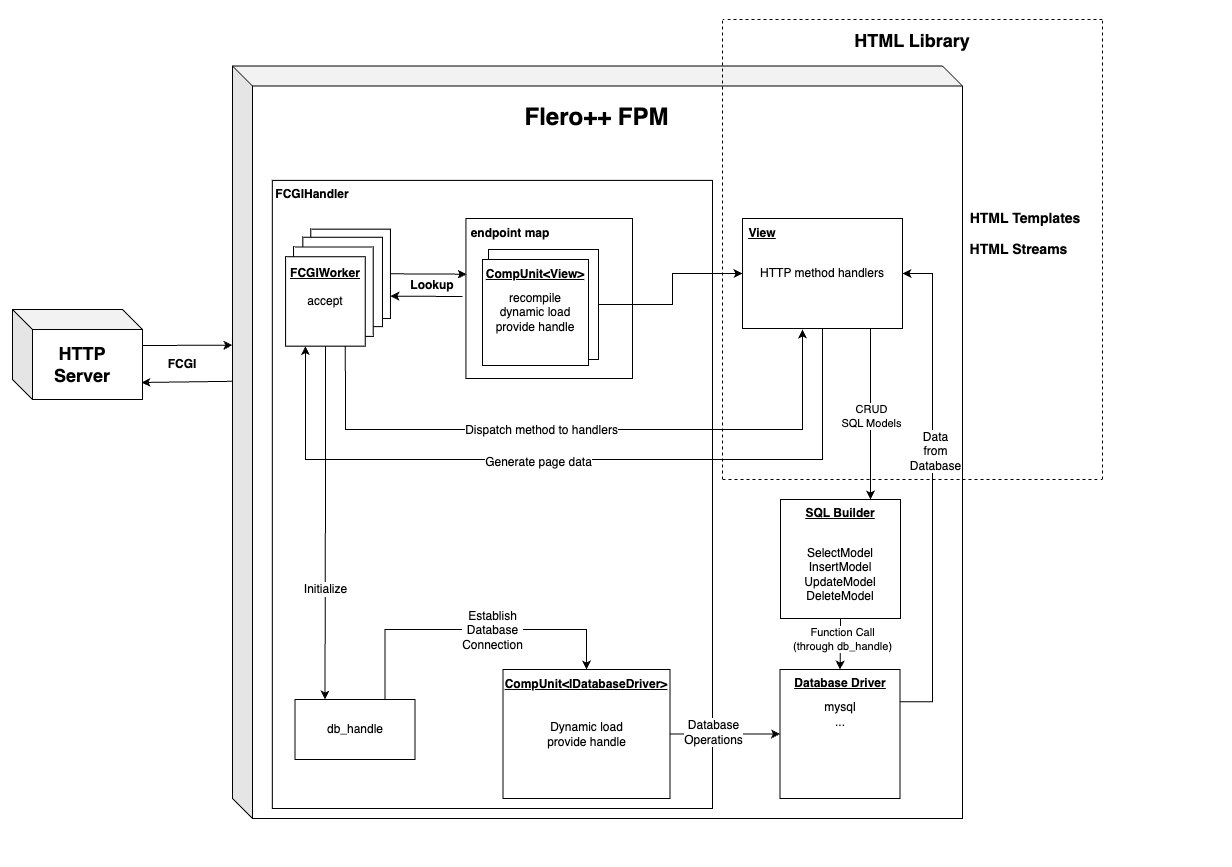 HTML Library
Flero++ FPM
FCGIHandler
FCGIWorker
accept
Lookup
endpoint map
CompUnit<View>
recompile
dynamic load
provide handle
View
HTTP method handlers
HTML Templates
HTML Streams
HTTP
Server
FCGI
CRUD
SQL Models
Dispatch method to handlers
Generate page data
Data
from
Database
SQL Builder
SelectModel
InsertModel
UpdateModel
DeleteModel
Initialize
Establish
Database
Connection
Function Call
(through db_handle)
CompUnit<IDatabaseDriver>
Dynamic load
provide handle
db_handle
Database
Operations
Database Driver
mysql
...